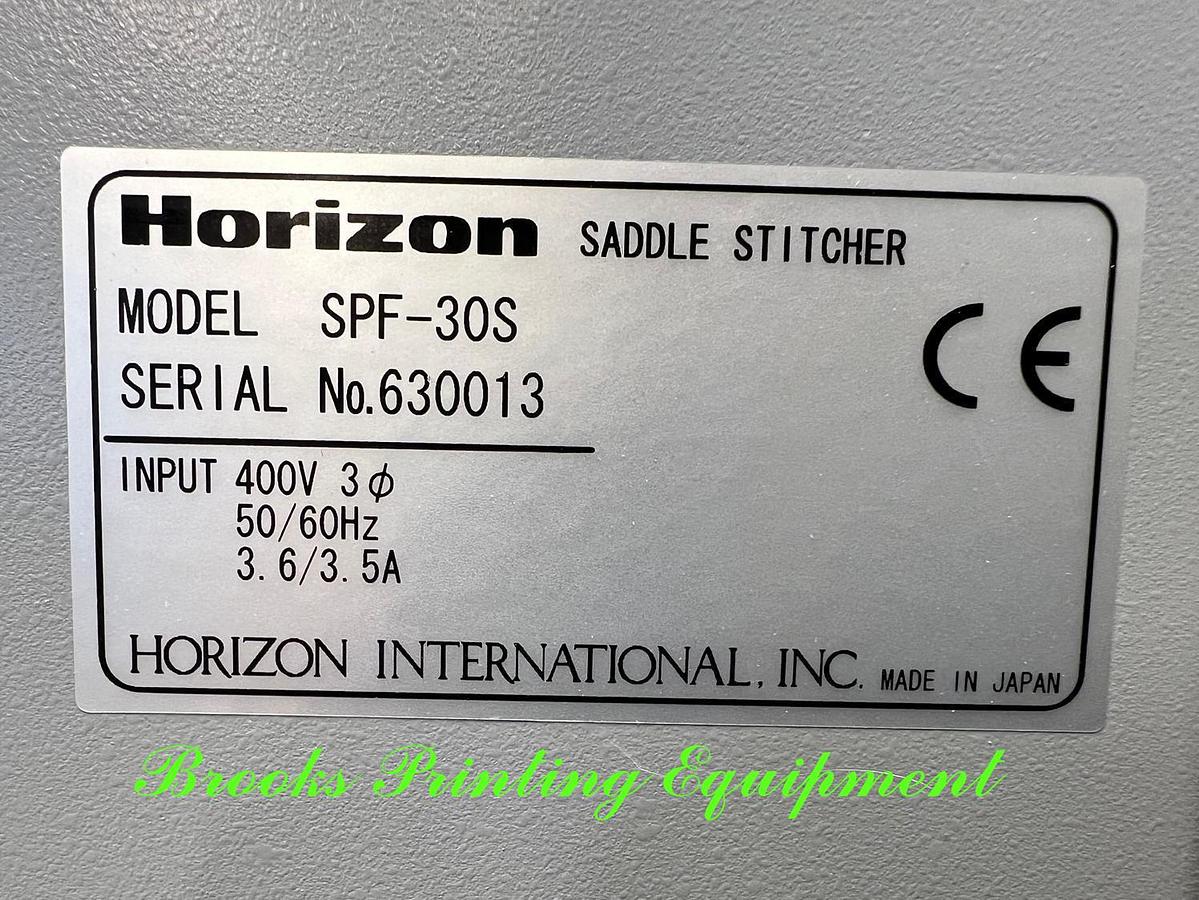 Horizon SADDLE STITCHER
MODEL SPF-30S
SERIAL No.630013
CE
INPUT 400V 3φ
50/60Hz
3.6/3.5A
HORIZON INTERNATIONAL, INC. MADE IN JAPAN
Brooks Printing Equipment